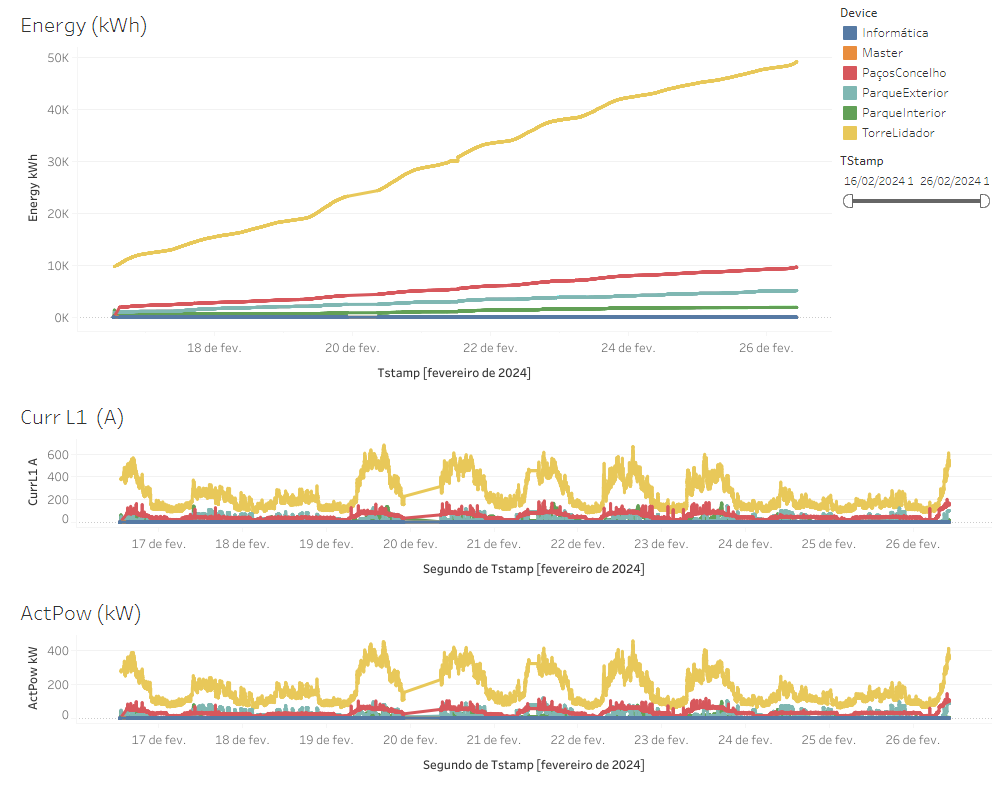 Energy (kWh)
Device
Informática
Master
PaçosConcelho
ParqueExterior
ParqueInterior
TorreLidador
TStamp
16/02/2024 1 26/02/2024 1
Energy kWh
50K
40K
30K
20K
10K
0K
18 de fev. 20 de fev. 22 de fev. 24 de fev. 26 de fev.
Tstamp [fevereiro de 2024]
Curr L1 (A)
CurrL1 A
600
400
200
0
17 de fev. 18 de fev. 19 de fev. 20 de fev. 21 de fev. 22 de fev. 23 de fev. 24 de fev. 25 de fev. 26 de fev.
Segundo de Tstamp [fevereiro de 2024]
ActPow (kW)
ActPow kW
400
200
0
17 de fev. 18 de fev. 19 de fev. 20 de fev. 21 de fev. 22 de fev. 23 de fev. 24 de fev. 25 de fev. 26 de fev.
Segundo de Tstamp [fevereiro de 2024]